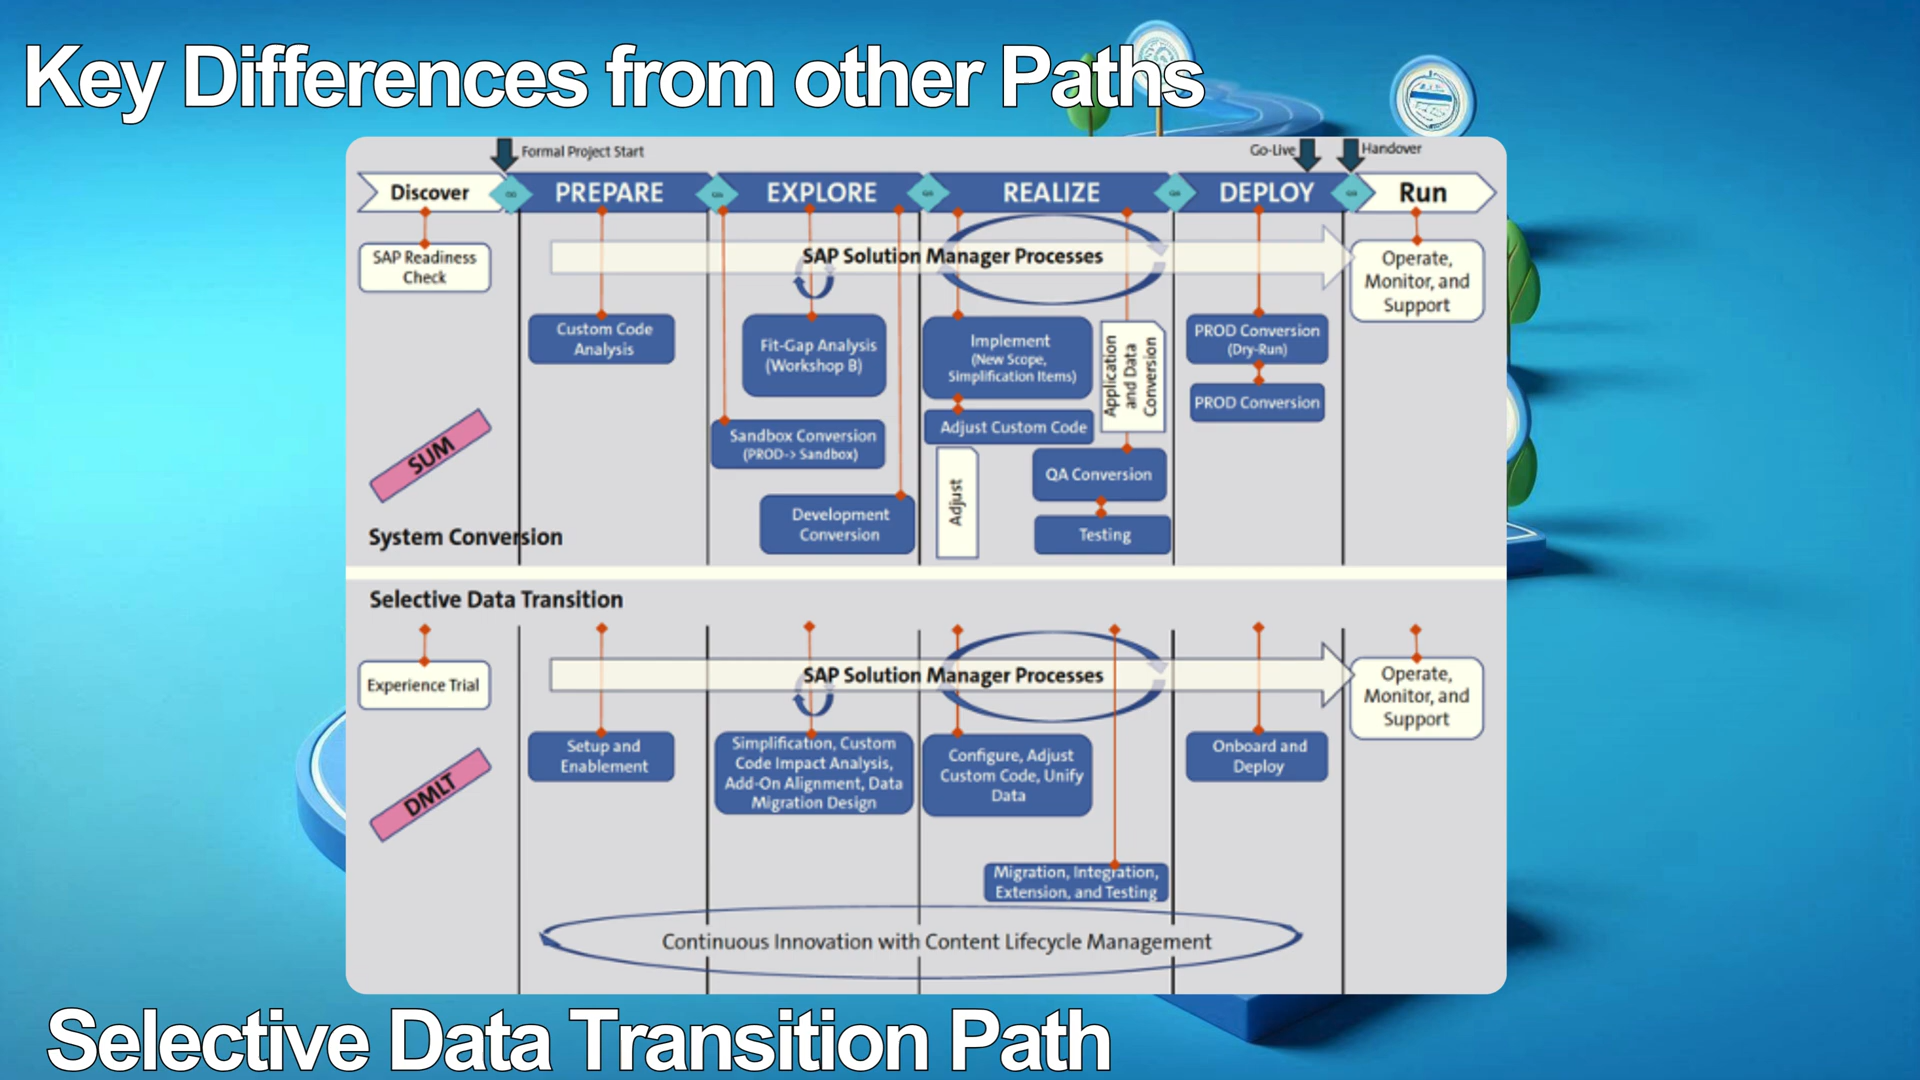 Key Differences from other Paths
Formal Project Start
Go-Live
Handover
Discover
PREPARE
EXPLORE
REALIZE
DEPLOY
Run
SAP Readiness
Check
SAP Solution Manager Processes
Operate,
Monitor, and
Support
Custom Code
Analysis
Fit-Gap Analysis
(Workshop B)
Implement
(New Scope,
Simplification Items)
Application
and Data
Conversion
PROD Conversion
(Dry-Run)
PROD Conversion
Adjust Custom Code
Sandbox Conversion
(PROD-> Sandbox)
SUM
QA Conversion
Adjust
Development
Conversion
Testing
System Conversion
Selective Data Transition
Experience Trial
SAP Solution Manager Processes
Operate,
Monitor, and
Support
Setup and
Enablement
Simplification, Custom
Code Impact Analysis,
Add-On Alignment, Data
Migration Design
Configure, Adjust
Custom Code, Unify
Data
Onboard and
Deploy
DMLT
Migration, Integration,
Extension, and Testing
Continuous Innovation with Content Lifecycle Management
Selective Data Transition Path